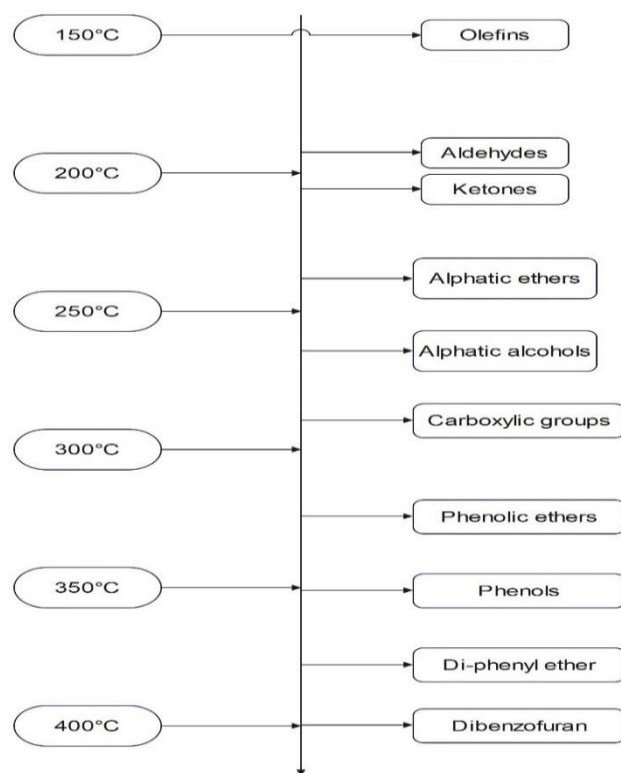 150°C
Olefins
Aldehydes
200°C
Ketones
Alphatic ethers
250°C
Alphatic alcohols
Carboxylic groups
300°C
Phenolic ethers
350°C
Phenols
Di-phenyl ether
400°C
Dibenzofuran